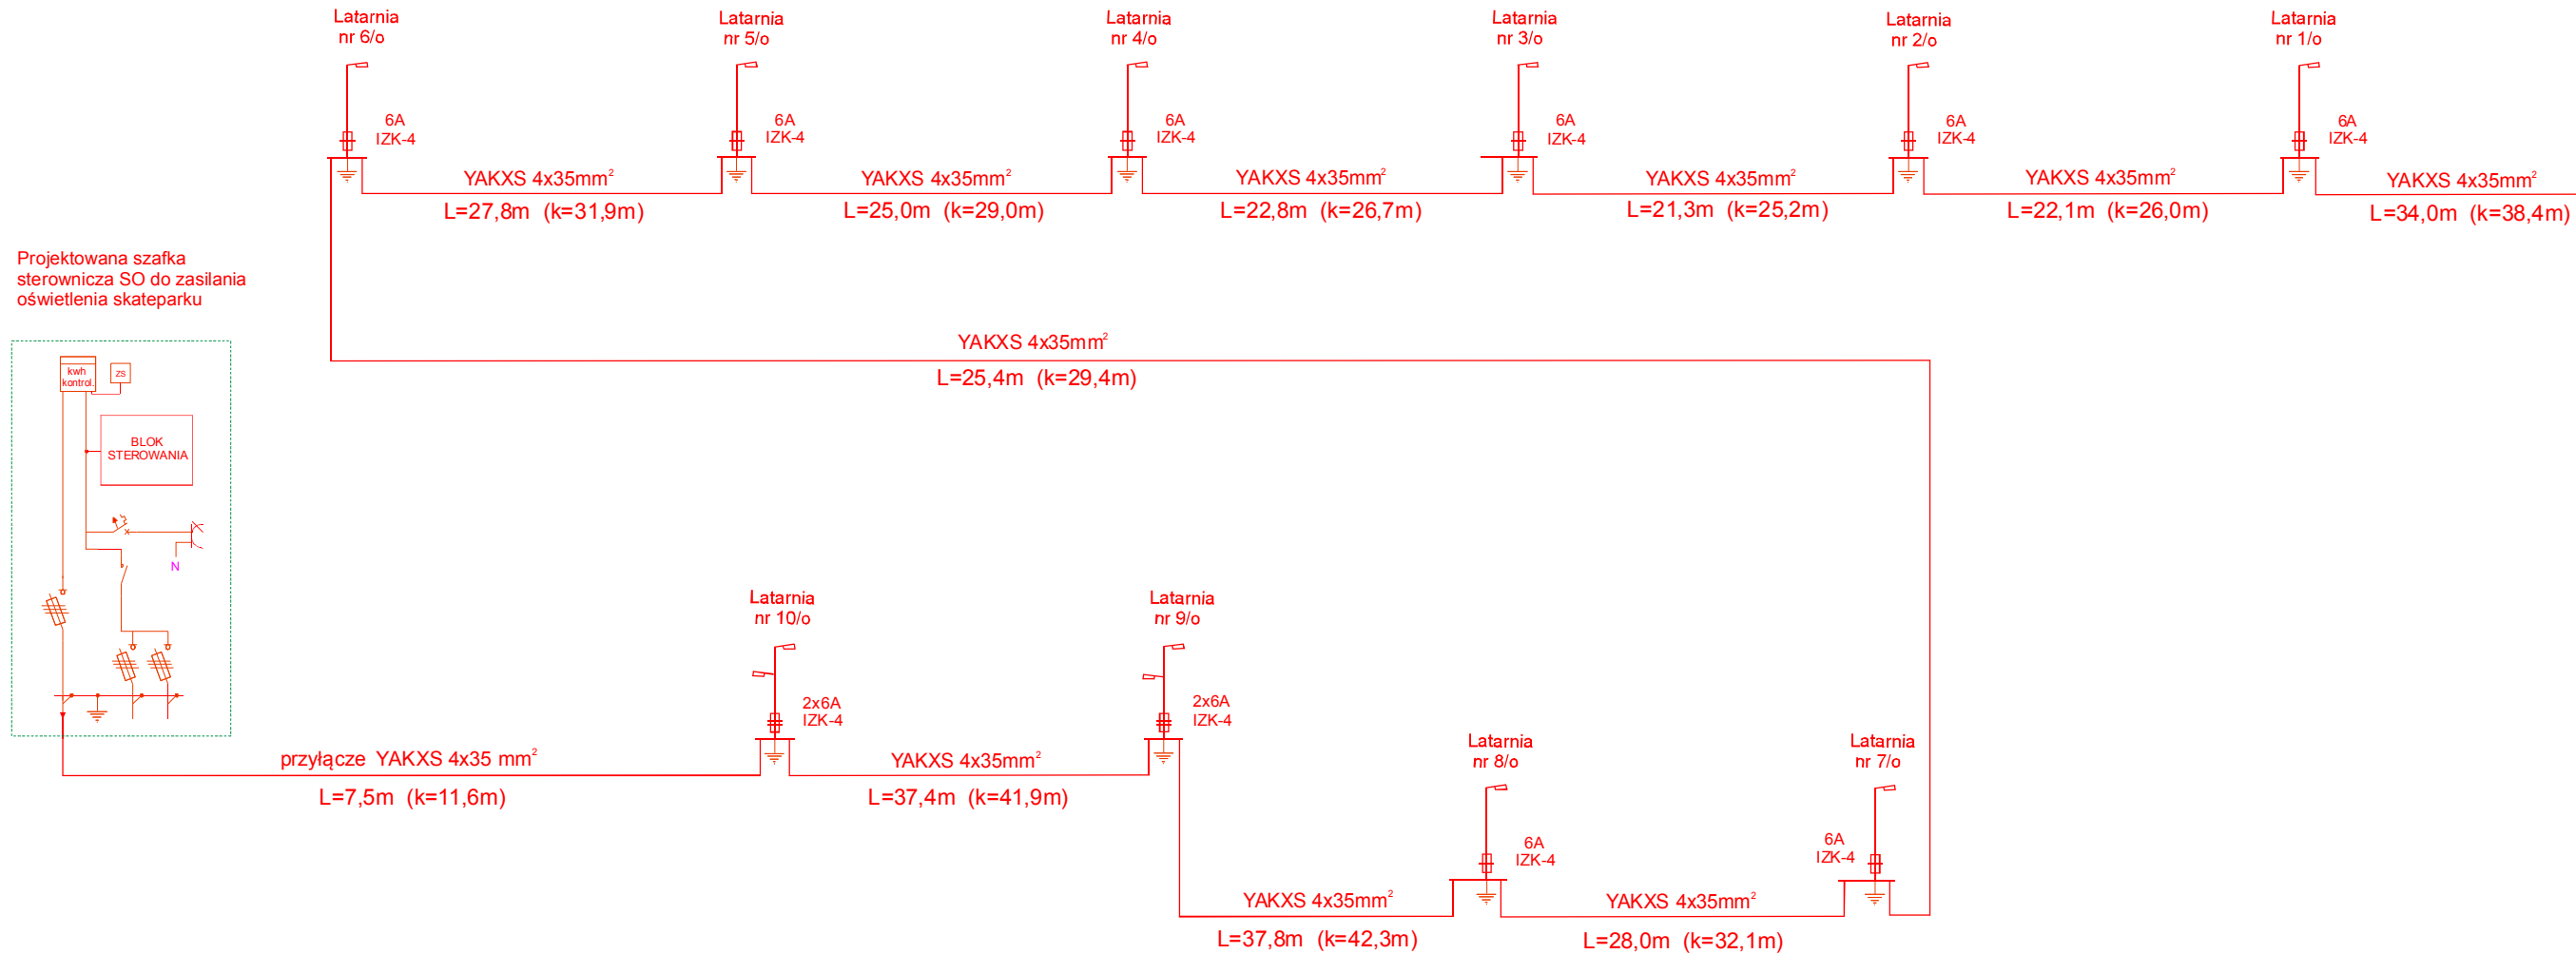 Latarnia
nr 6/o
Latarnia
nr 5/o
Latarnia
nr 4/o
Latarnia
nr 3/o
Latarnia
nr 2/o
Latarnia
nr 1/o
6A
IZK-4
6A
IZK-4
6A
IZK-4
6A
IZK-4
6A
IZK-4
6A
IZK-4
YAKXS 4x35mm²
L=27,8m (k=31,9m)
YAKXS 4x35mm²
L=25,0m (k=29,0m)
YAKXS 4x35mm²
L=22,8m (k=26,7m)
YAKXS 4x35mm²
L=21,3m (k=25,2m)
YAKXS 4x35mm²
L=22,1m (k=26,0m)
YAKXS 4x35mm²
L=34,0m (k=38,4m)
Projektowana szafka
sterownicza SO do zasilania
oświetlenia skateparku
YAKXS 4x35mm²
L=25,4m (k=29,4m)
kwh
kontrol.
zs
BLOK
STEROWANIA
N
Latarnia
nr 10/o
Latarnia
nr 9/o
2x6A
IZK-4
2x6A
IZK-4
Latarnia
nr 8/o
Latarnia
nr 7/o
przyłącze YAKXS 4x35 mm²
L=7,5m (k=11,6m)
YAKXS 4x35mm²
L=37,4m (k=41,9m)
6A
IZK-4
6A
IZK-4
YAKXS 4x35mm²
L=37,8m (k=42,3m)
YAKXS 4x35mm²
L=28,0m (k=32,1m)